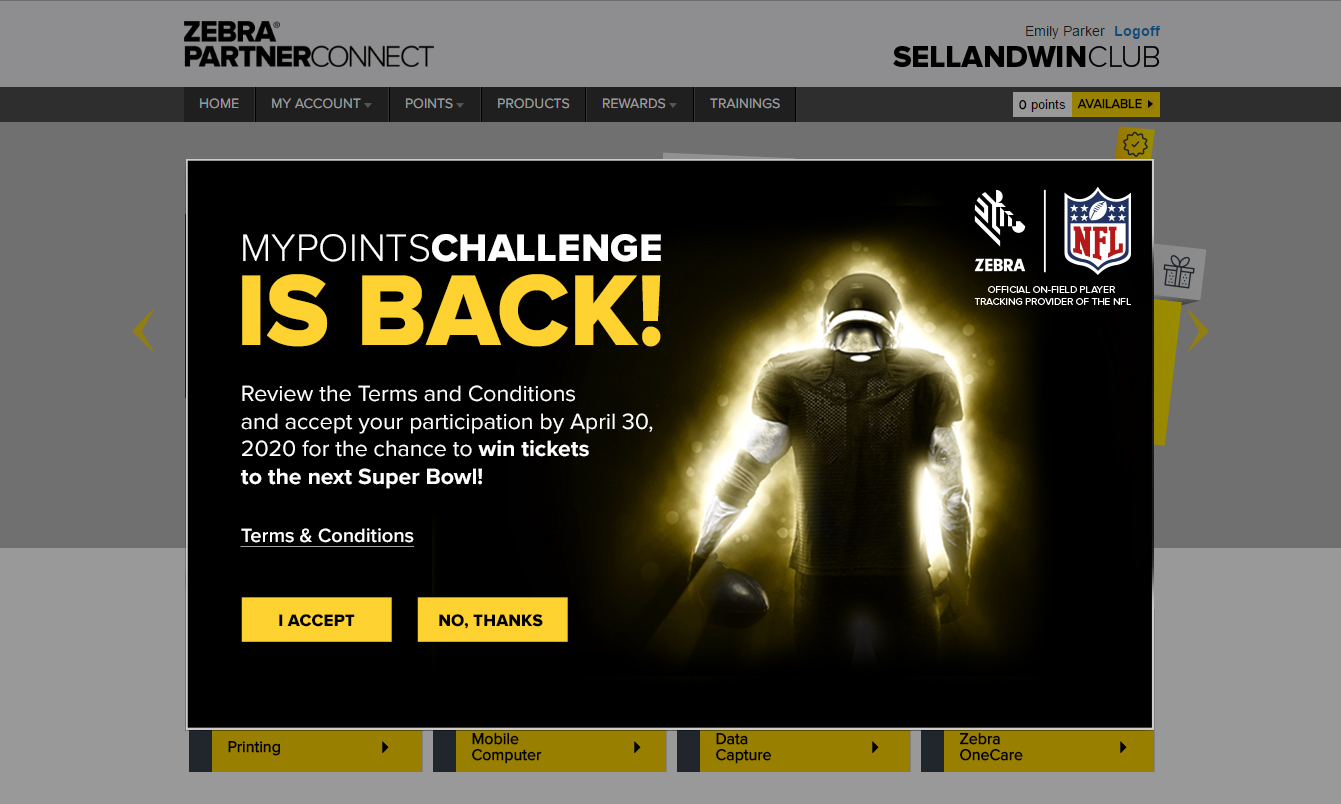 ZEBRA®
PARTNERCONNECT
Emily Parker Logoff
SELLANDWINCLUB
HOME MY ACCOUNT POINTS PRODUCTS REWARDS TRAININGS 0 points AVAILABLE
MYPOINTSCHALLENGE
IS BACK!
ZEBRA
NFL
OFFICIAL ON-FIELD PLAYER
TRACKING PROVIDER OF THE NFL
Review the Terms and Conditions
and accept your participation by April 30,
2020 for the chance to win tickets
to the next Super Bowl!
Terms & Conditions
I ACCEPT NO, THANKS
Printing
Mobile
Computer
Data
Capture
Zebra
OneCare